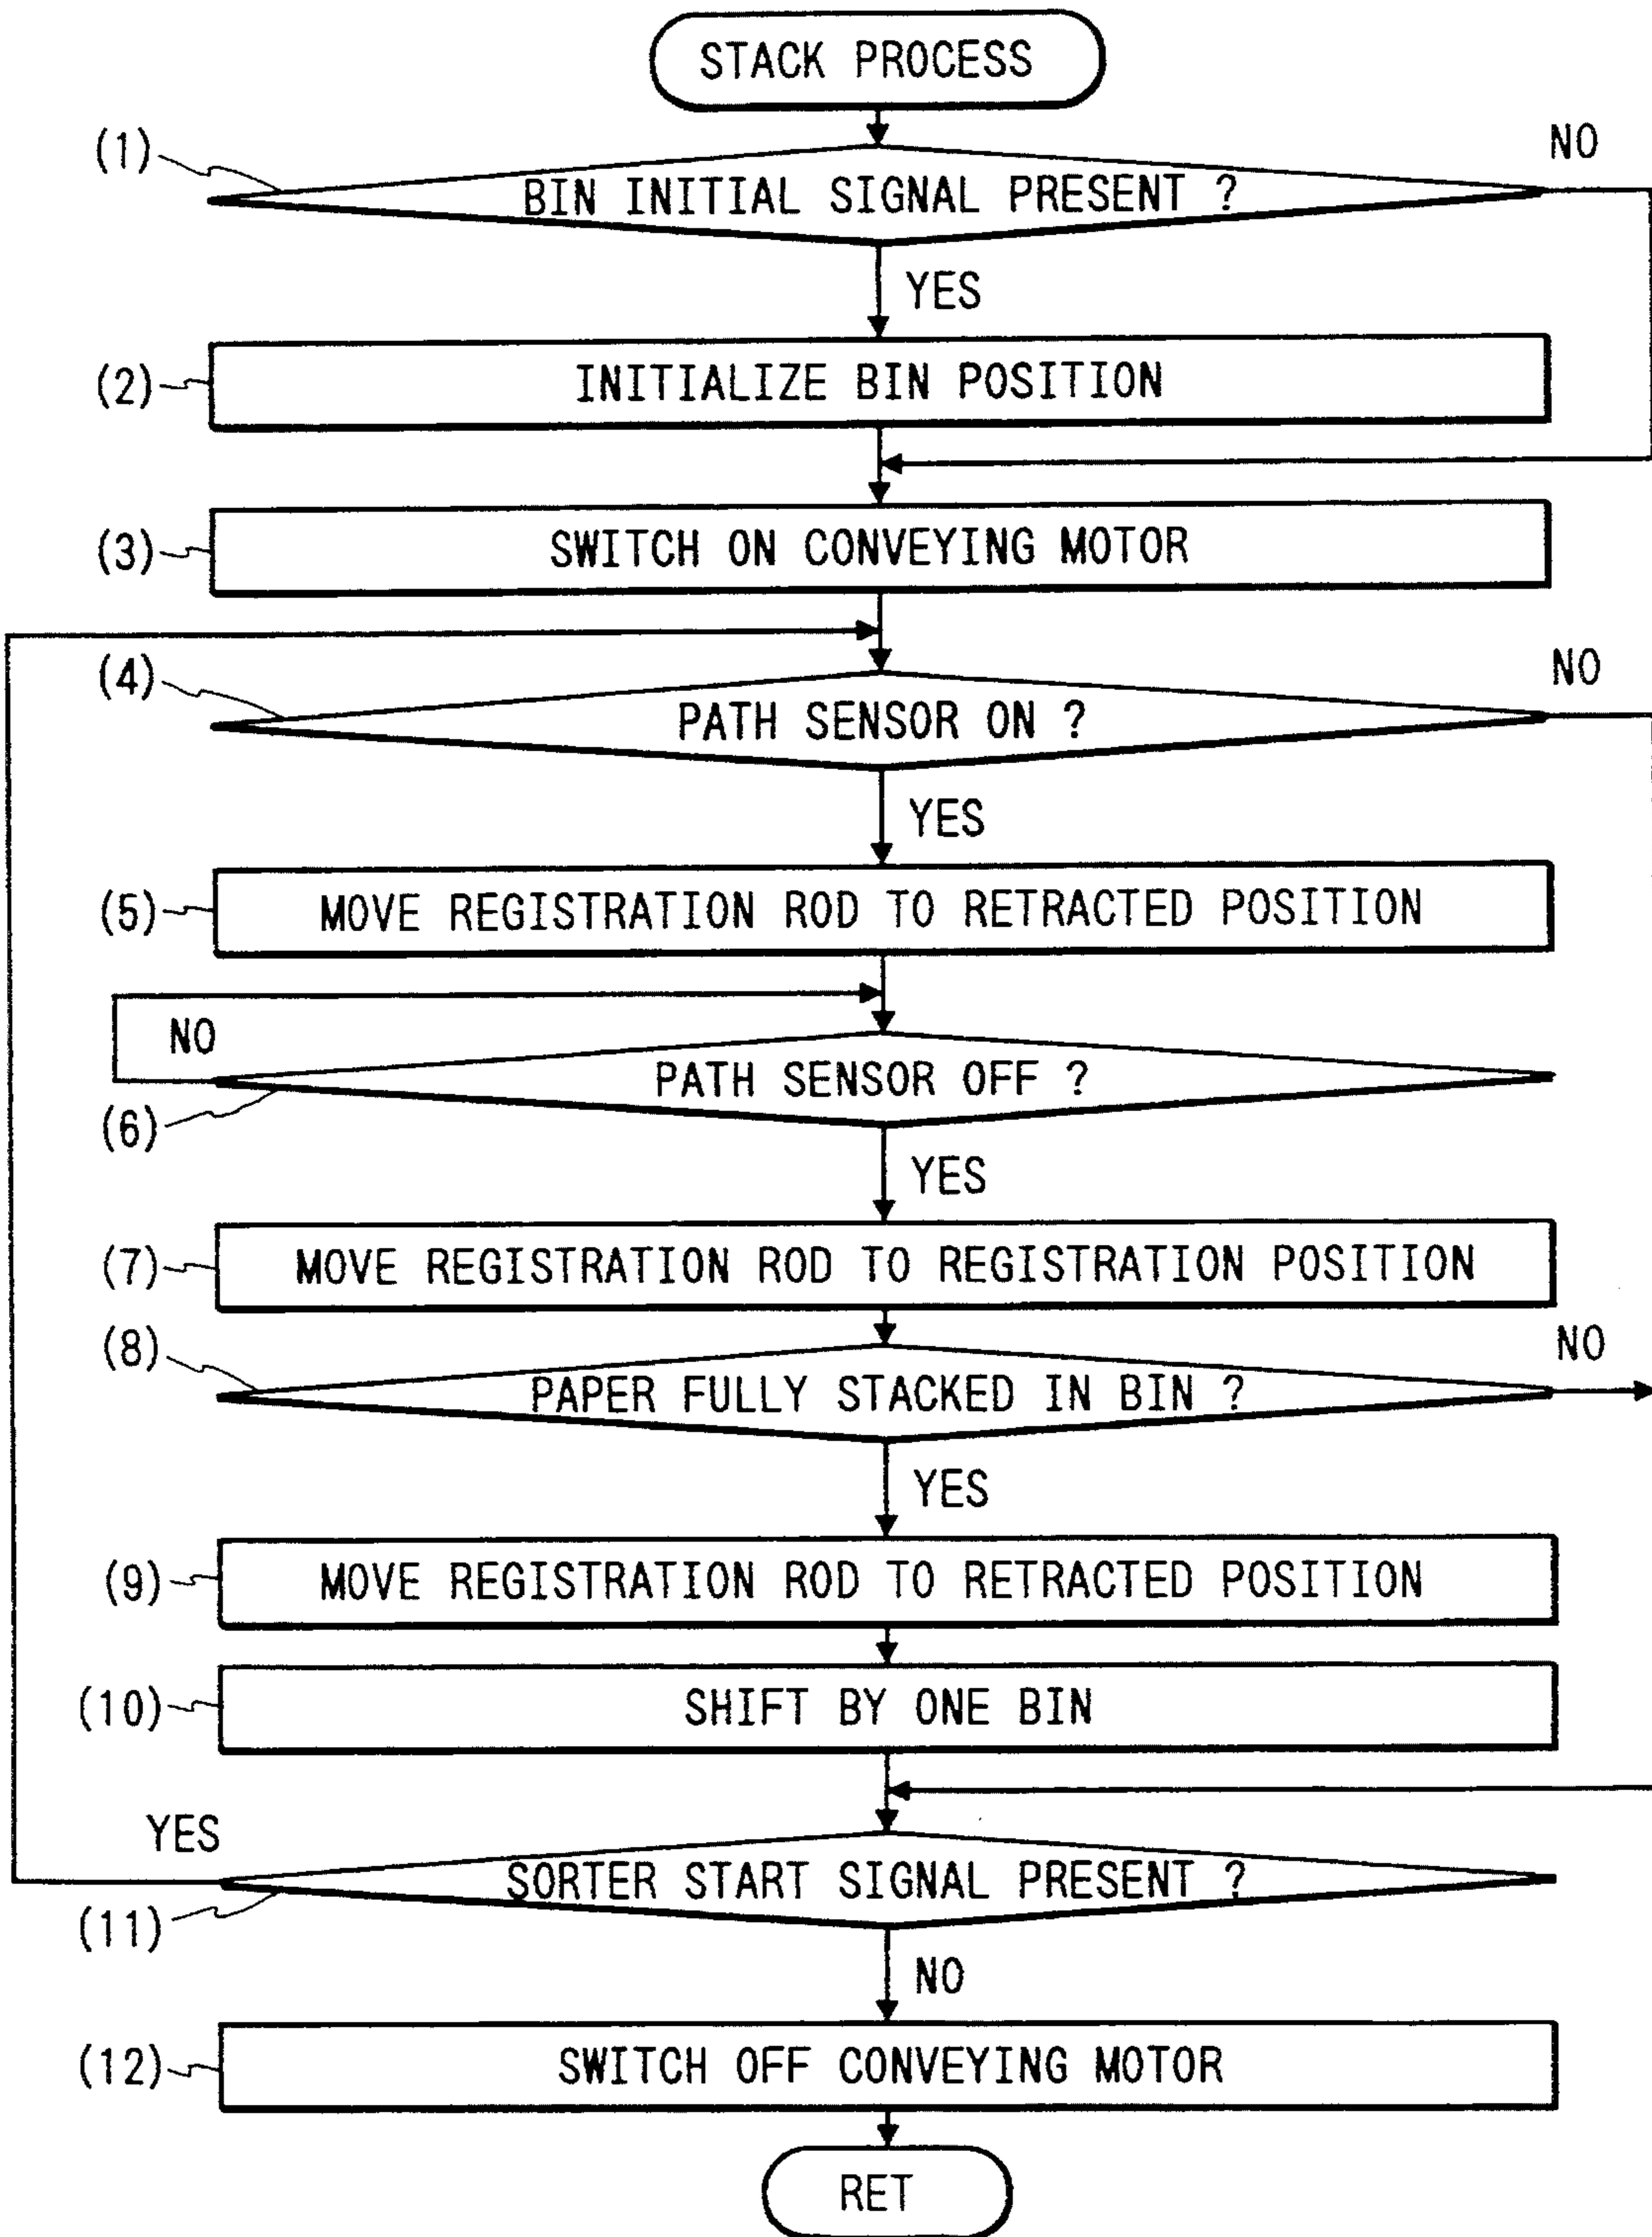 STACK PROCESS
(1)
BIN INITIAL SIGNAL PRESENT ?
NO
YES
(2)
INITIALIZE BIN POSITION
(3)
SWITCH ON CONVEYING MOTOR
(4)
PATH SENSOR ON ?
NO
YES
(5)
MOVE REGISTRATION ROD TO RETRACTED POSITION
NO
PATH SENSOR OFF ?
(6)
YES
(7)
MOVE REGISTRATION ROD TO REGISTRATION POSITION
(8)
PAPER FULLY STACKED IN BIN ?
NO
YES
(9)
MOVE REGISTRATION ROD TO RETRACTED POSITION
(10)
SHIFT BY ONE BIN
YES
SORTER START SIGNAL PRESENT ?
(11)
NO
(12)
SWITCH OFF CONVEYING MOTOR
RET